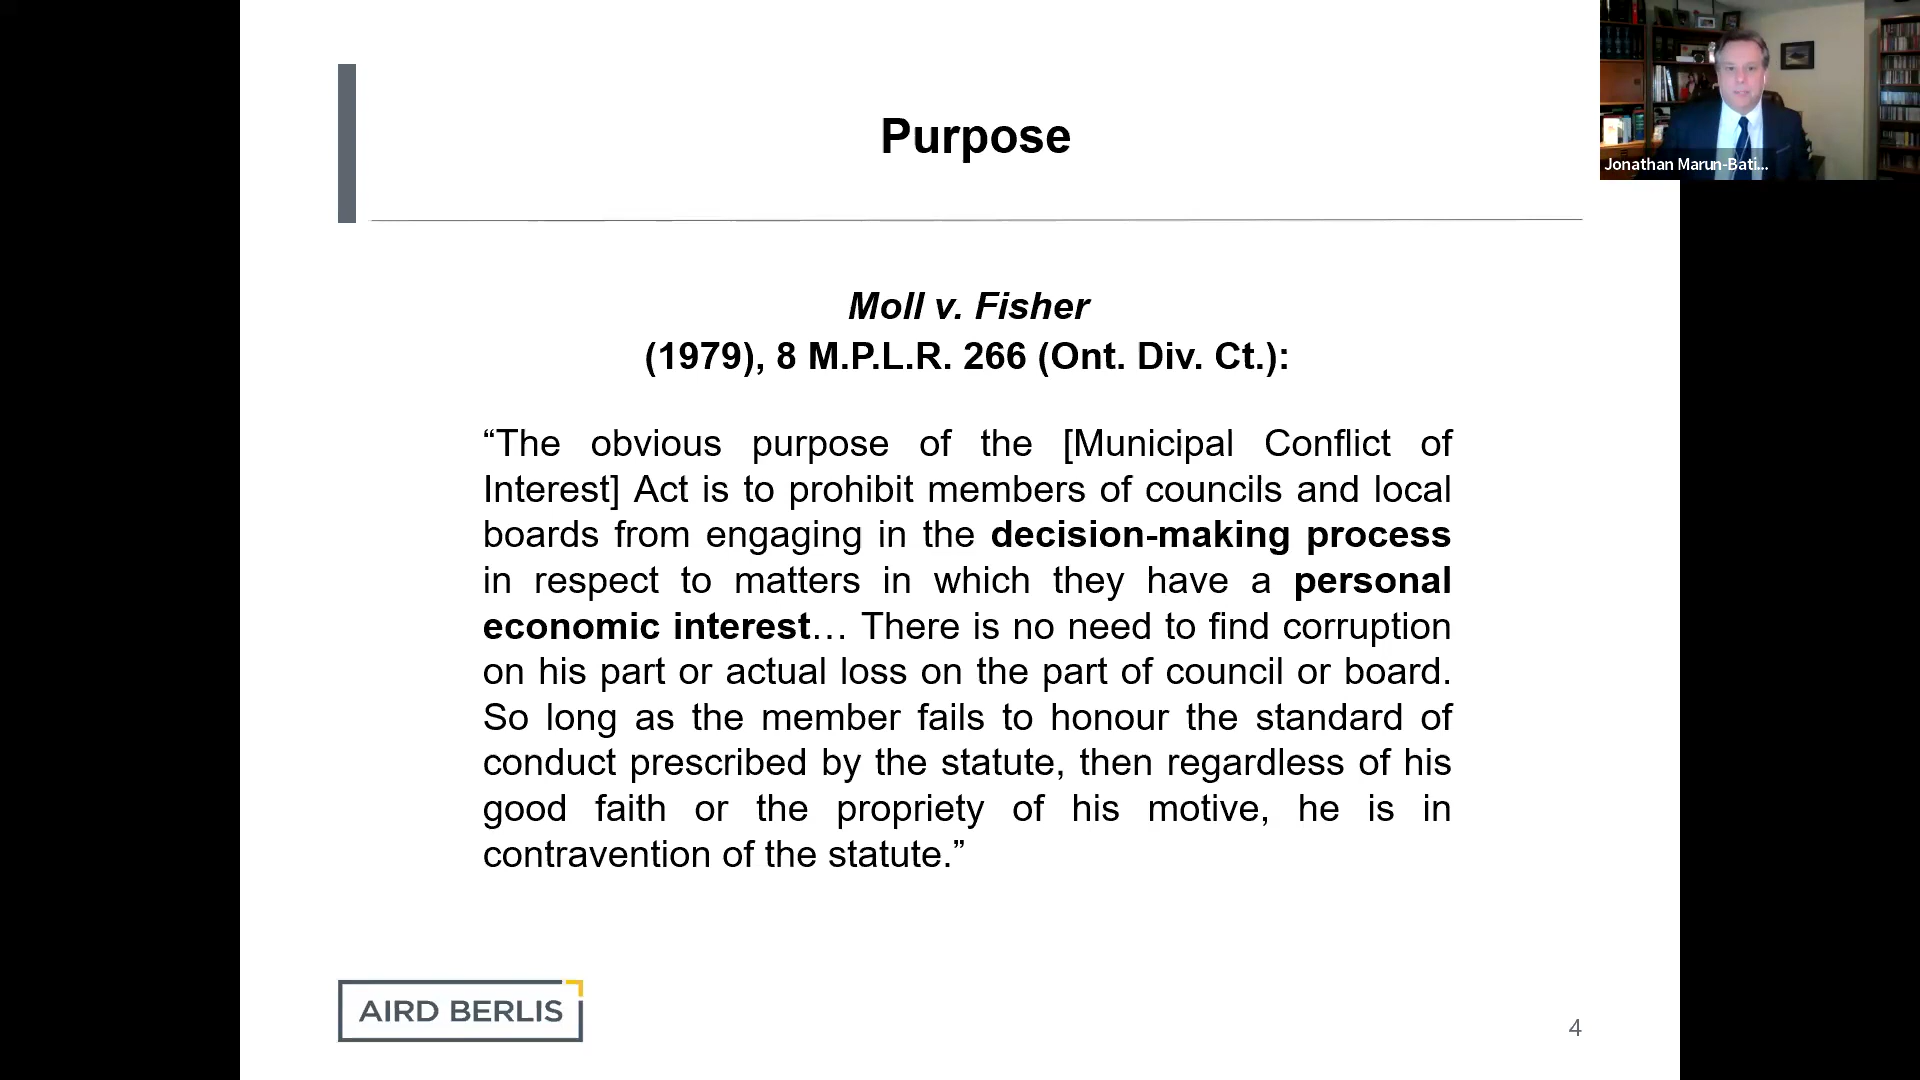 Purpose
Jonathan Marun-Bati...
Moll v. Fisher
(1979), 8 M.P.L.R. 266 (Ont. Div. Ct.):
“The obvious purpose of the [Municipal Conflict of
Interest] Act is to prohibit members of councils and local
boards from engaging in the decision-making process
in respect to matters in which they have a personal
economic interest… There is no need to find corruption
on his part or actual loss on the part of council or board.
So long as the member fails to honour the standard of
conduct prescribed by the statute, then regardless of his
good faith or the propriety of his motive, he is in
contravention of the statute.”
AIRD BERLIS
4